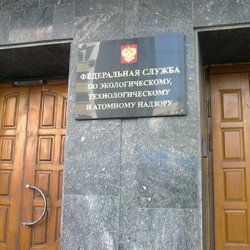 ФЕДЕРАЛЬНАЯ СЛУЖБА
ПО ЭКОЛОГИЧЕСКОМУ,
ТЕХНОЛОГИЧЕСКОМУ
И АТОМНОМУ НАДЗОРУ